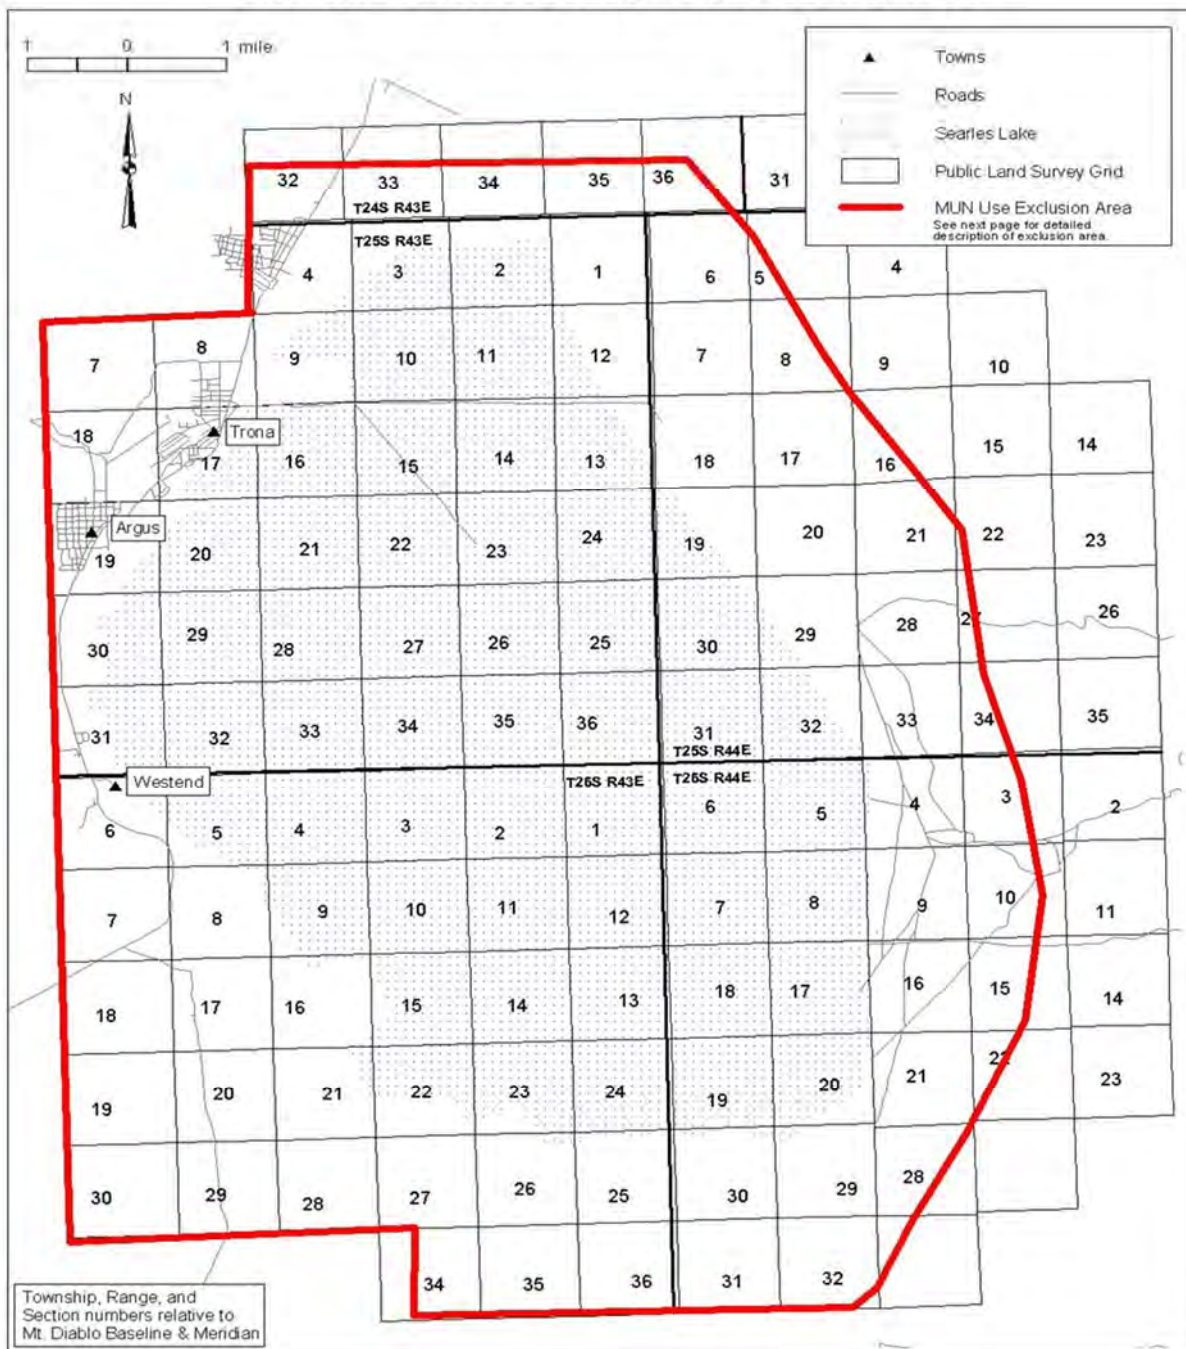 1 0 1 mile
N
Towns
Roads
Searles Lake
Public Land Survey Grid
MUN Use Exclusion Area
See next page for detailed
description of exclusion area.
32 33 34 35 36 31
T24S R43E
T25S R43E
4 3 2 1 6 5 4
7 8 9 10 11 12 7 8 9 10
18 17 16 15 14 13 18 17 16 15 14
Trona
Argus
19 20 21 22 23 24 19 20 21 22 23
30 29 28 27 26 25 30 29 28 27 26
31 32 33 34 35 36 31 32 33 34 35
T25S R44E
Westend
T26S R43E T26S R44E
6 5 4 3 2 1 6 5 4 3 2
7 8 9 10 11 12 7 8 9 10 11
18 17 16 15 14 13 18 17 16 15 14
19 20 21 22 23 24 19 20 21 22 23
30 29 28 27 26 25 30 29 28
34 35 36 31 32
Township, Range, and
Section numbers relative to
Mt. Diablo Baseline & Meridian